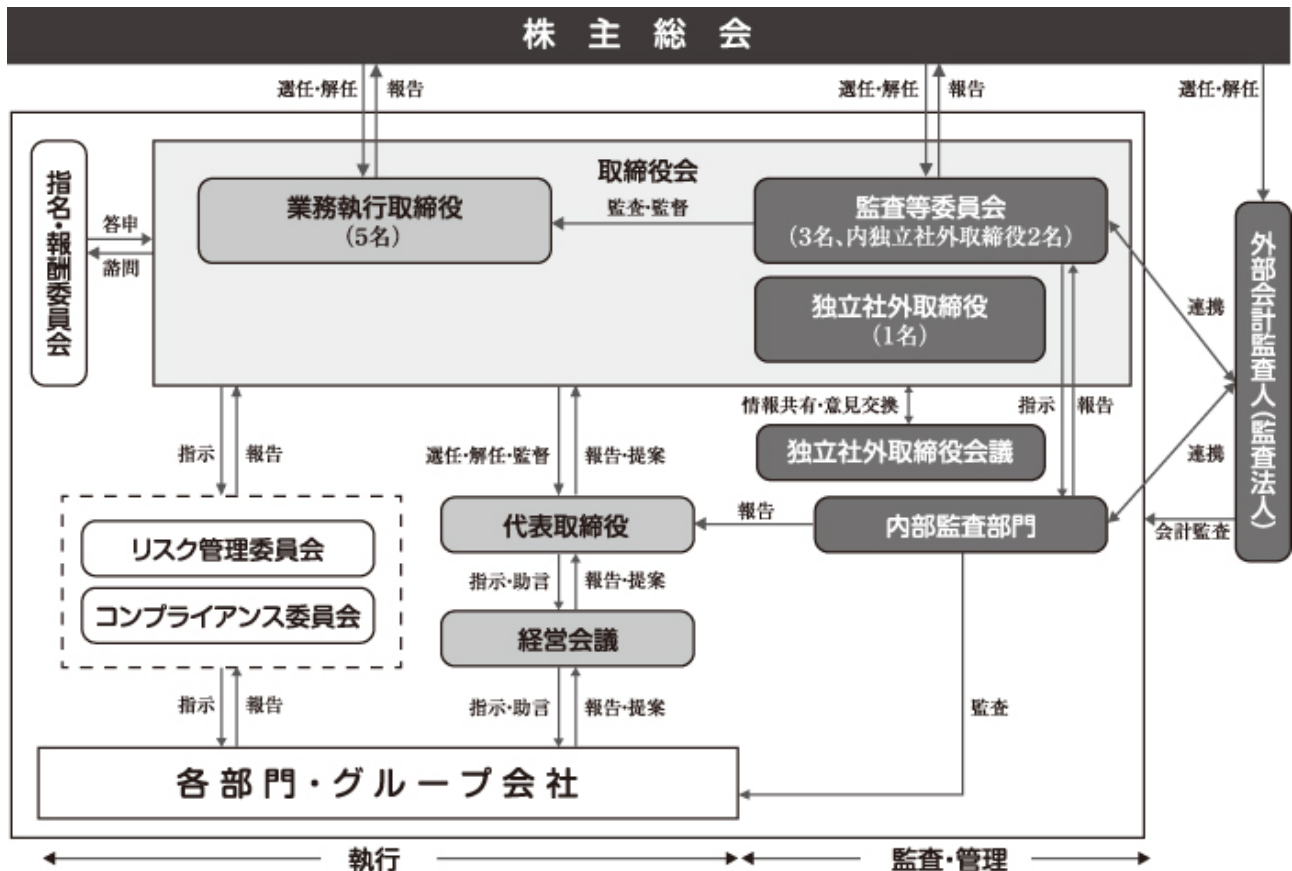 株主総会
選任・解任
報告
選任・解任
報告
選任・解任
指名・報酬委員会
答申
諮問
取締役会
業務執行取締役
(5名)
監査・監督
監査等委員会
(3名、内独立社外取締役2名)
独立社外取締役
(1名)
外部会計監査人(監査法人)
連携
連携
会計監査
指示
報告
選任・解任・監督
報告・提案
情報共有・意見交換
指示
報告
独立社外取締役会議
リスク管理委員会
コンプライアンス委員会
代表取締役
報告
内部監査部門
指示・助言
報告・提案
経営会議
指示
報告
指示・助言
報告・提案
監査
各部門・グループ会社
執行
監査・管理